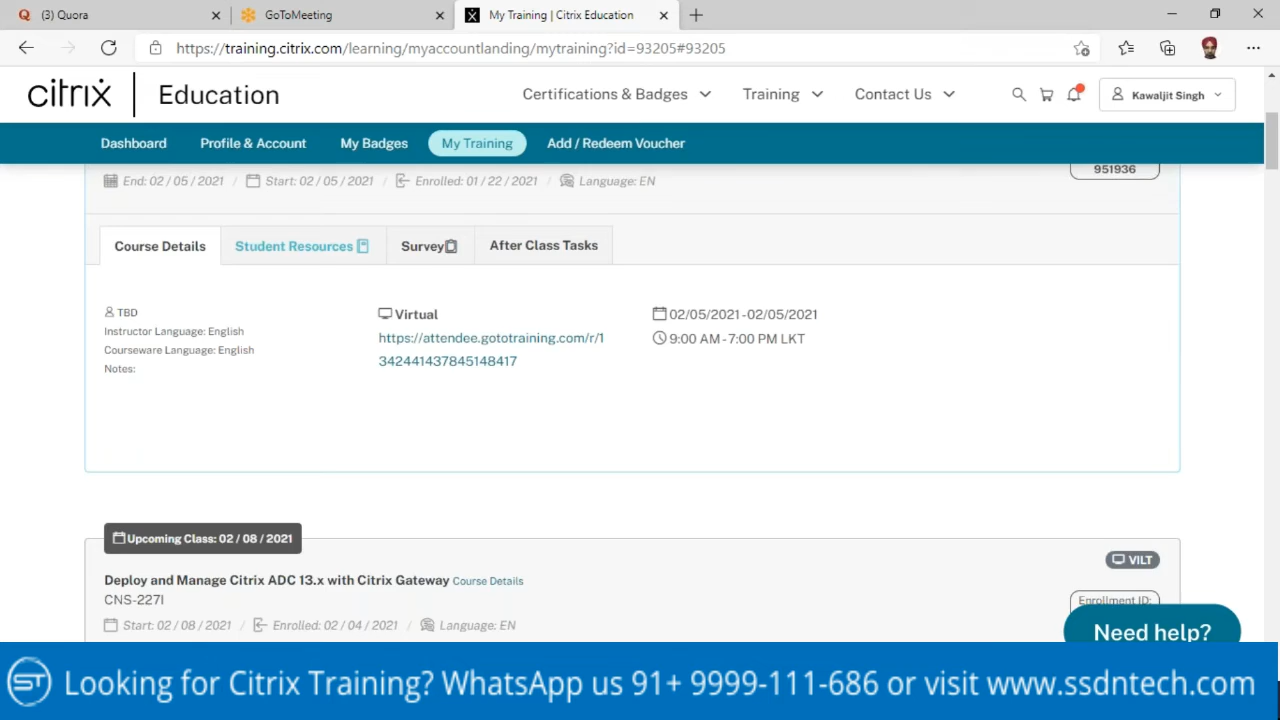 (3) Quora
GoToMeeting
My Training | Citrix Education
https://training.citrix.com/learning/myaccountlanding/mytraining?id=93205#93205
citrix
Education
Certifications & Badges
Training
Contact Us
Kawaljit Singh
Dashboard
Profile & Account
My Badges
My Training
Add / Redeem Voucher
End: 02 / 05 / 2021 / Start: 02 / 05 / 2021 / Enrolled: 01 / 22 / 2021 / Language: EN
951936
Course Details
Student Resources
Survey
After Class Tasks
TBD
Instructor Language: English
Courseware Language: English
Notes:
Virtual
https://attendee.gototraining.com/r/1
342441437845148417
02/05/2021-02/05/2021
9:00 AM-7:00 PM LKT
Upcoming Class: 02 / 08 / 2021
VILT
Deploy and Manage Citrix ADC 13.x with Citrix Gateway Course Details
CNS-227I
Enrollment ID:
Start: 02 / 08 / 2021 / Enrolled: 02 / 04 / 2021 / Language: EN
Need help?
ST
Looking for Citrix Training? WhatsApp us 91+ 9999-111-686 or visit www.ssdntech.com